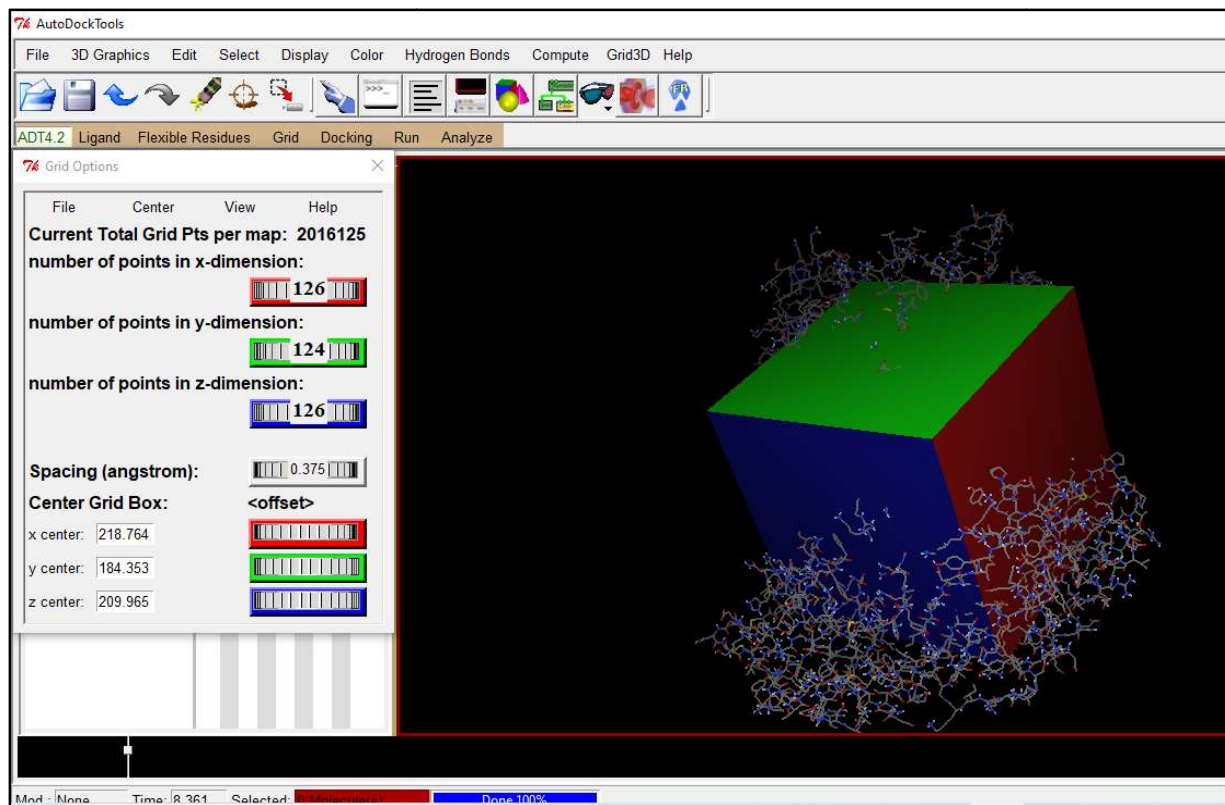 AutoDockTools
File 3D Graphics Edit Select Display Color Hydrogen Bonds Compute Grid3D Help
ADT4.2 Ligand Flexible Residues Grid Docking Run Analyze
Grid Options
File Center View Help
Current Total Grid Pts per map: 2016125
number of points in x-dimension:
126
number of points in y-dimension:
124
number of points in z-dimension:
126
Spacing (angstrom): 0.375
Center Grid Box: <offset>
x center: 218.764
y center: 184.353
z center: 209.965
Mod.: None Time: 8.361 Selected: 0 Molecule(s) Done 100%